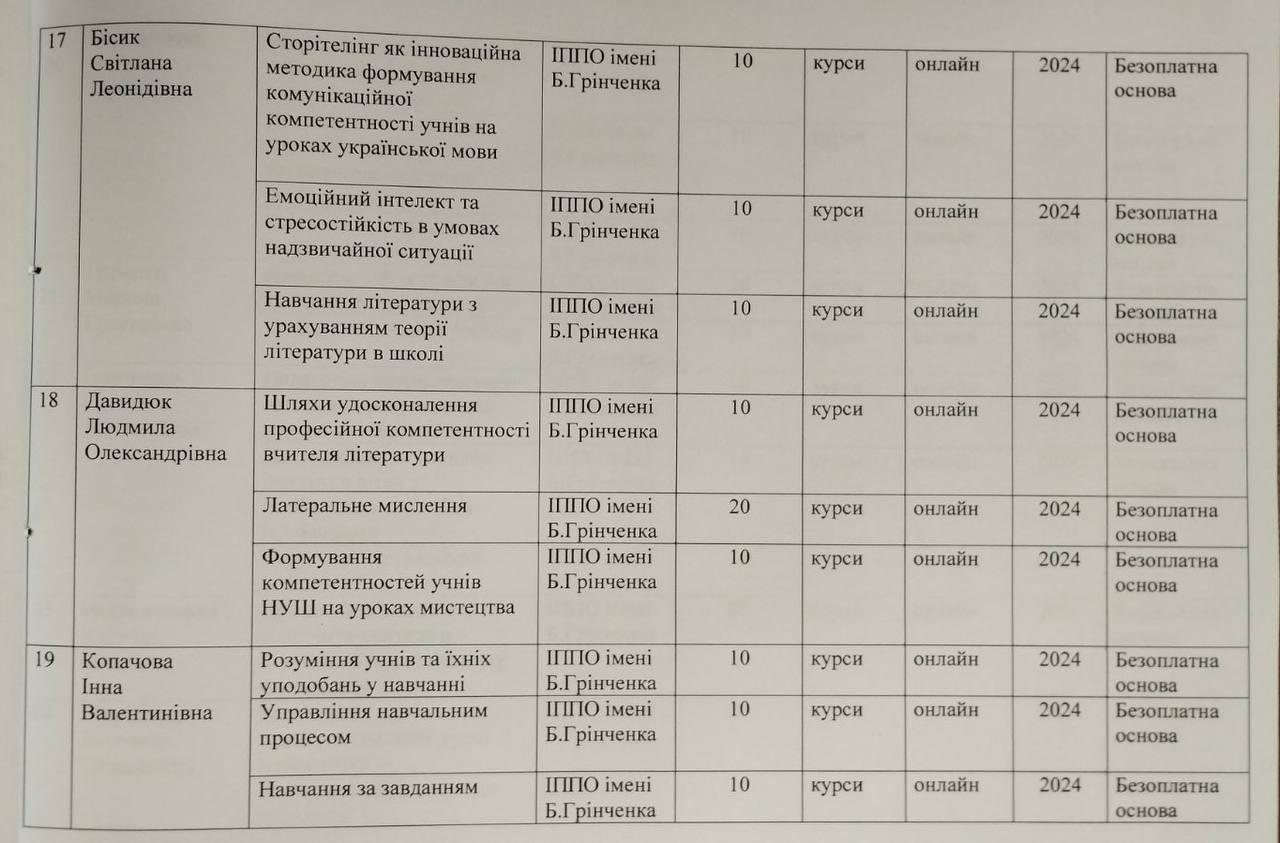 17 Бісик Світлана Леонідівна Сторітелінг як інноваційна ІППО імені 10 курси онлайн 2024 Безоплатна
методика формування Б.Грінченка основа
комунікаційної
компетентності учнів на
уроках української мови
Емоційний інтелект та ІППО імені 10 курси онлайн 2024 Безоплатна
стресостійкість в умовах Б.Грінченка основа
надзвичайної ситуації
Навчання літератури з ІППО імені 10 курси онлайн 2024 Безоплатна
урахуванням теорії Б.Грінченка основа
літератури в школі
18 Давидюк Шляхи удосконалення ІППО імені 10 курси онлайн 2024 Безоплатна
Людмила професійної компетентності Б.Грінченка основа
Олександрівна вчителя літератури
Латеральне мислення ІППО імені 20 курси онлайн 2024 Безоплатна
Б.Грінченка основа
Формування ІППО імені 10 курси онлайн 2024 Безоплатна
компетентностей учнів Б.Грінченка основа
НУШ на уроках мистецтва
19 Копачова Розуміння учнів та їхніх ІППО імені 10 курси онлайн 2024 Безоплатна
Інна уподобань у навчанні Б.Грінченка основа
Валентинівна Управління навчальним ІППО імені 10 курси онлайн 2024 Безоплатна
процесом Б.Грінченка основа
Навчання за завданням ІППО імені 10 курси онлайн 2024 Безоплатна
Б.Грінченка основа